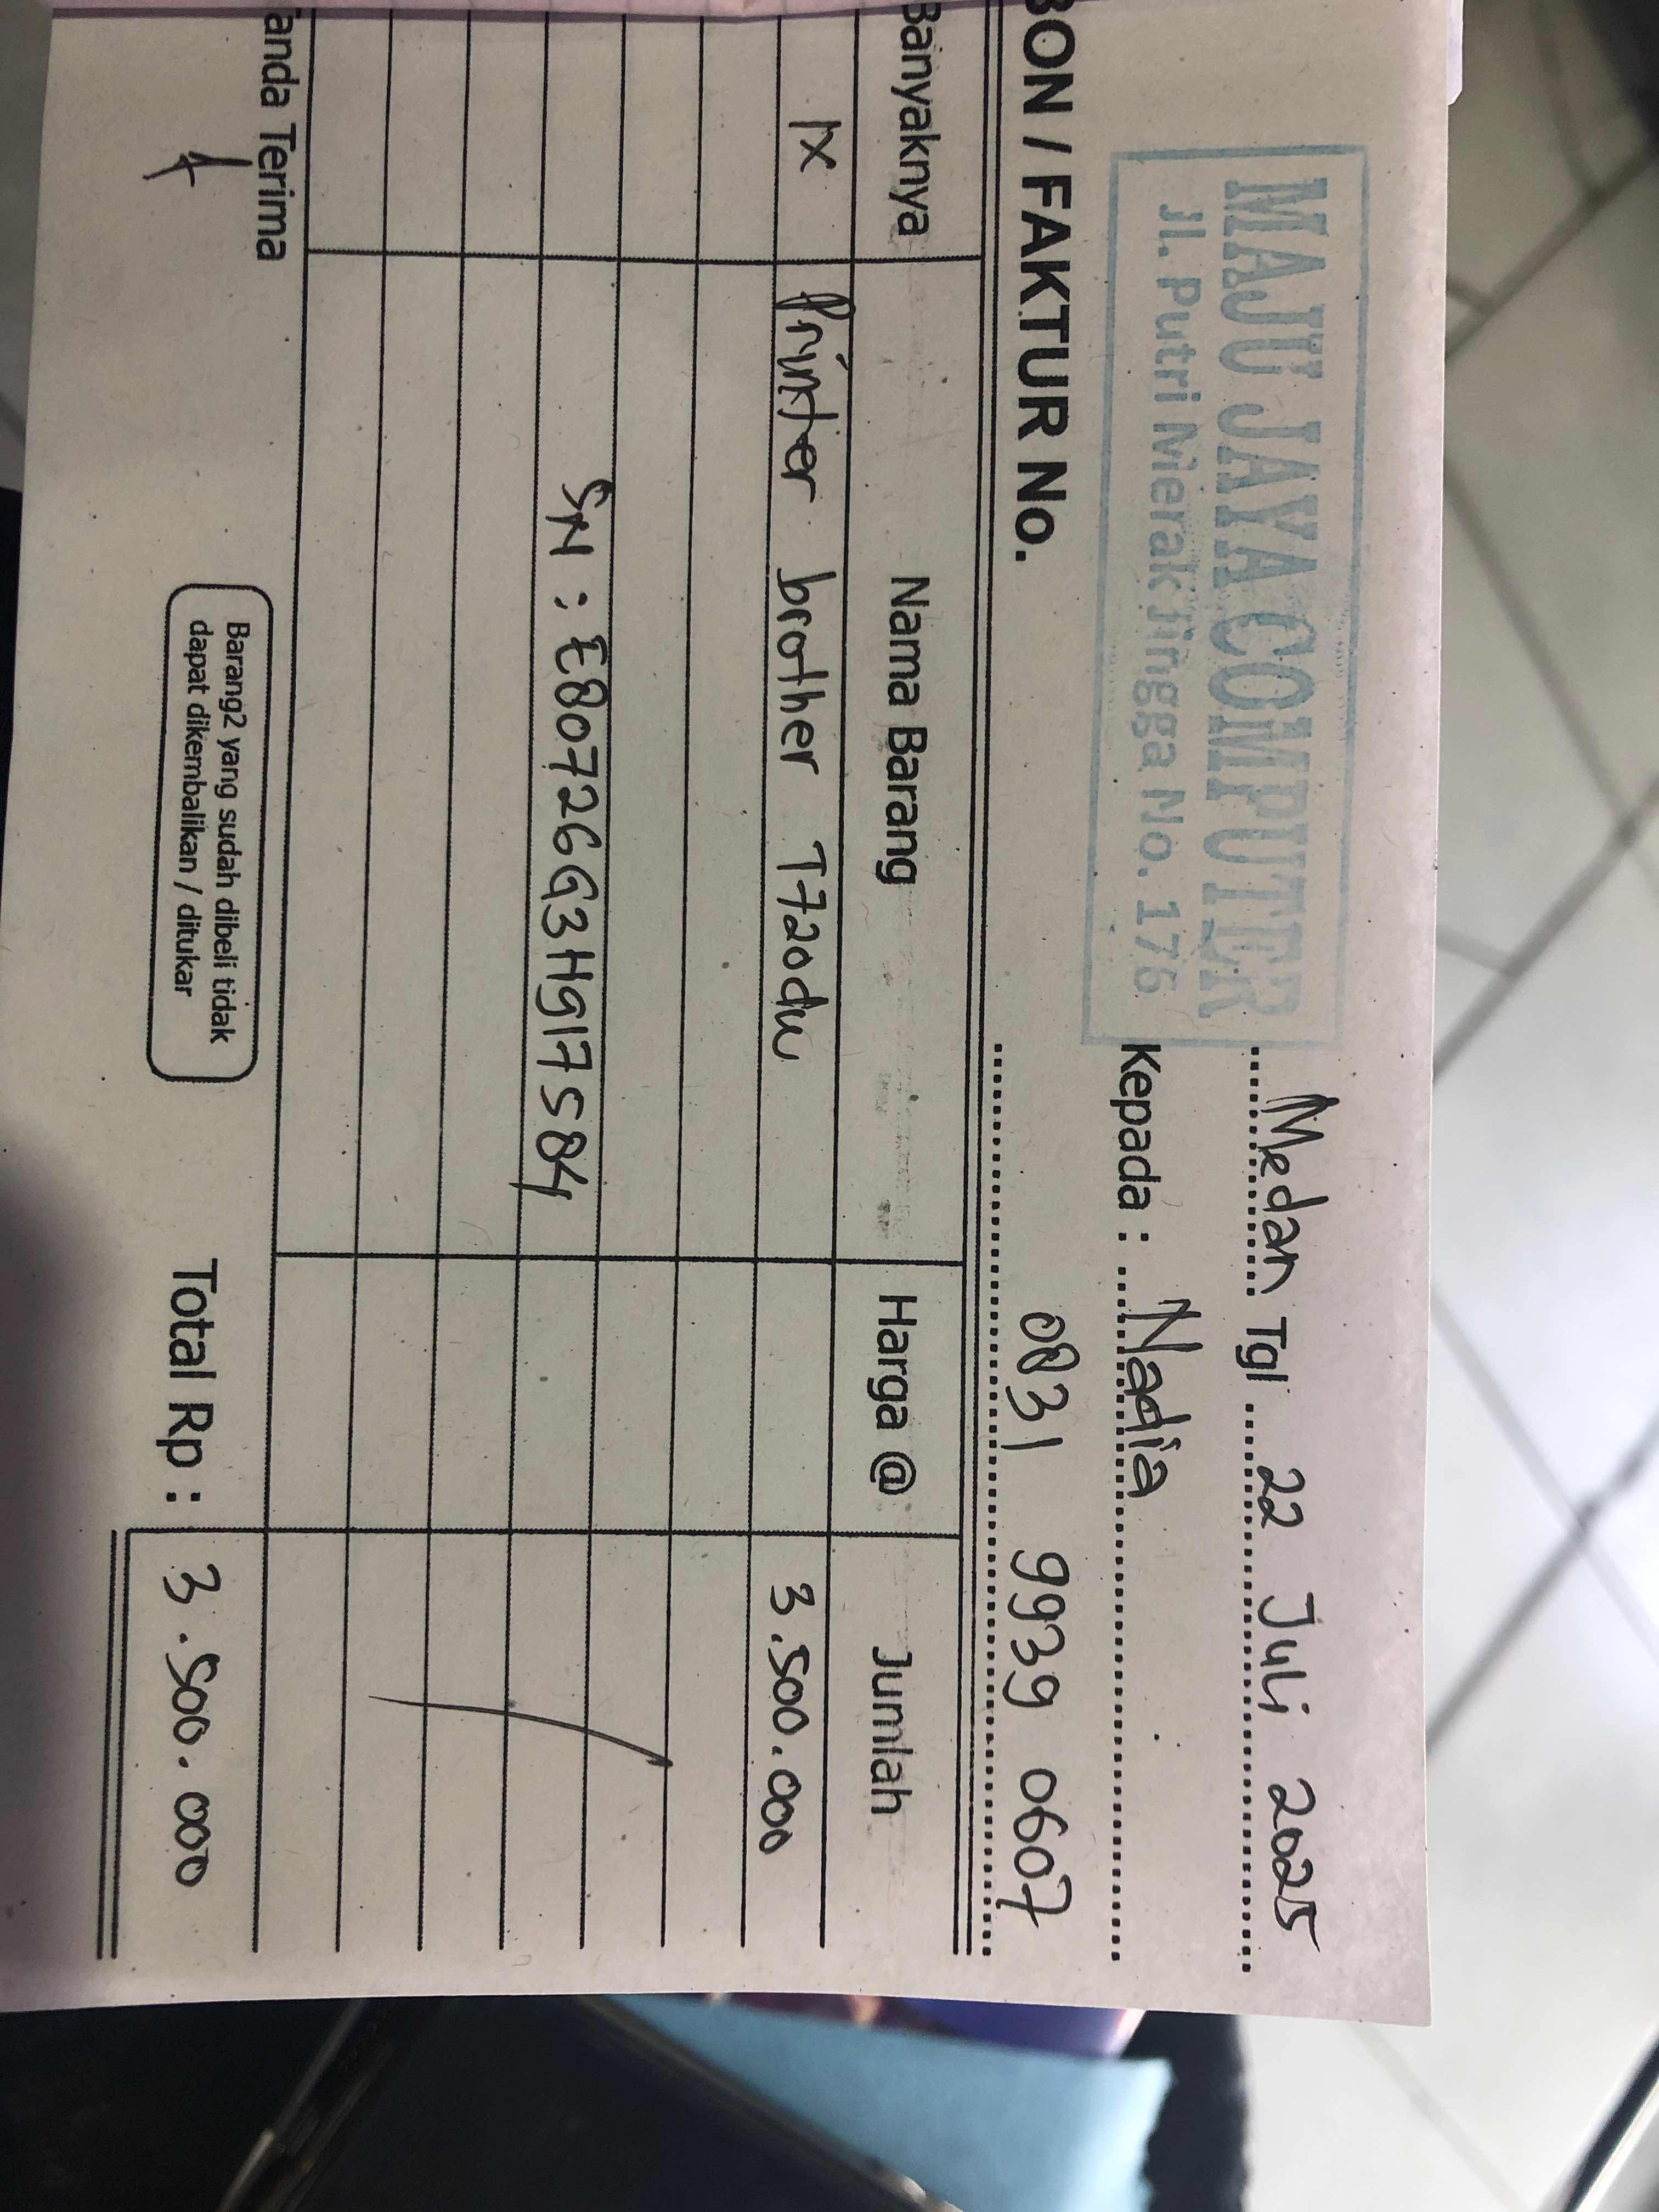 MAJU JAYA COMPUTER
Jl. Putri Merak Jingga No. 176
Medan Tgl 22 Juli 2025
Kepada : Nadia
BON / FAKTUR No. 0831 9939 0607
Banyaknya Nama Barang Harga @ Jumlah
1x Printer brother T720dw 3.500.000
SN : E80726G3H917584
Tanda Terima
Barang2 yang sudah dibeli tidak
dapat dikembalikan / ditukar
Total Rp : 3.500.000